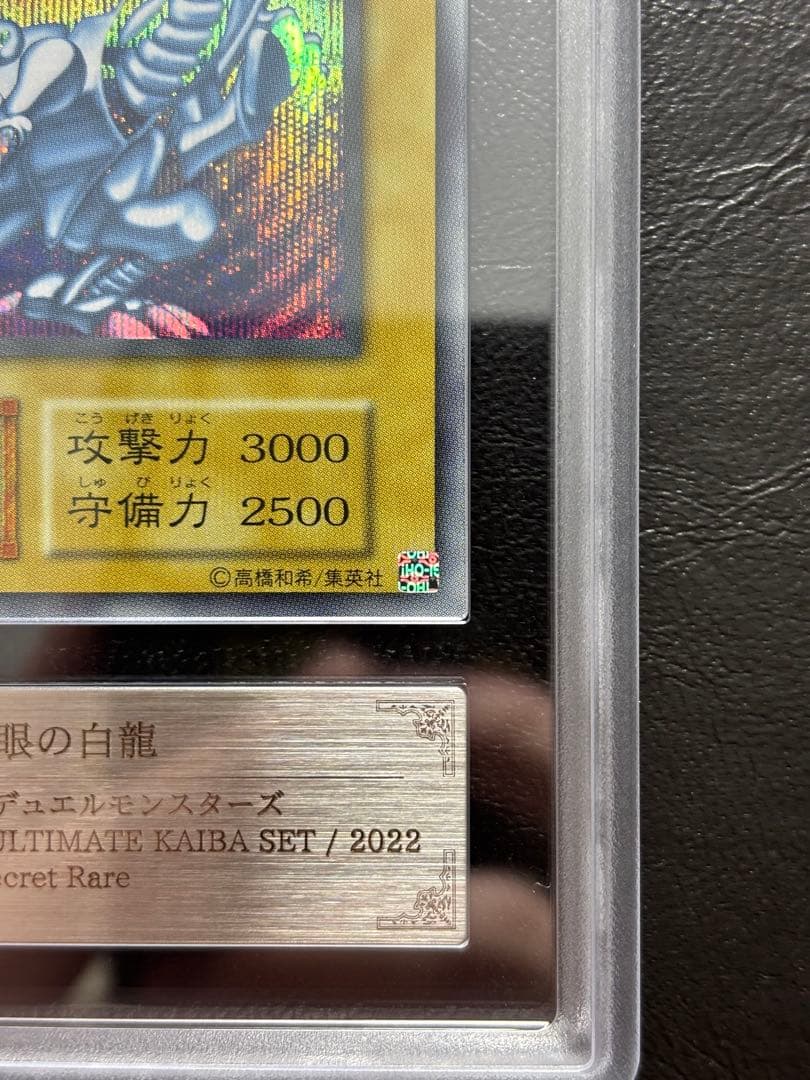 こう げき りょく
攻撃力 3000
しゅ び りょく
守備力 2500
©高橋和希/集英社
眼の白龍
デュエルモンスターズ
ULTIMATE KAIBA SET / 2022
ecret Rare